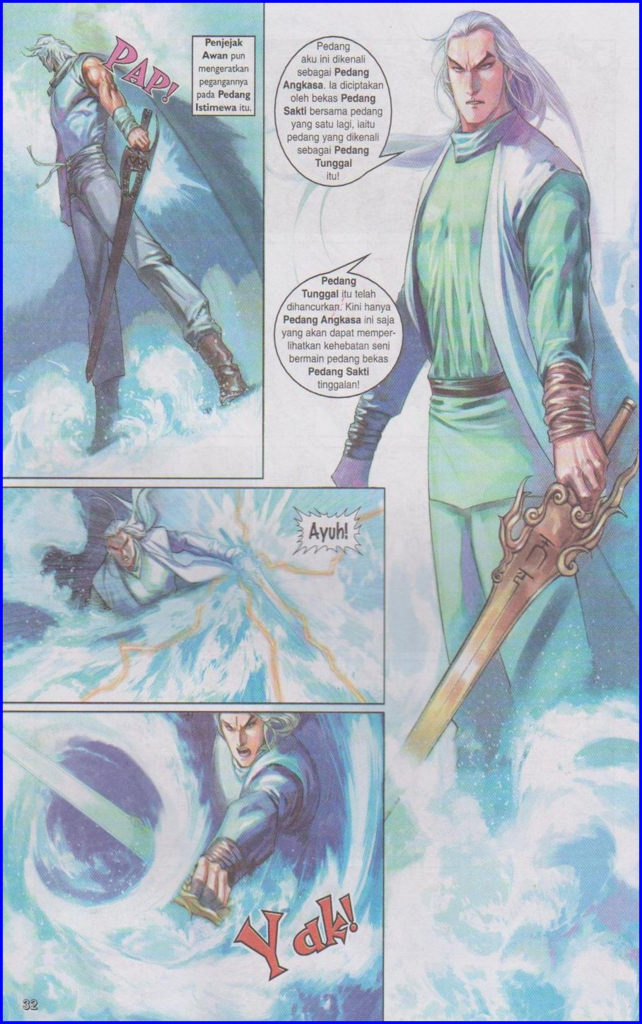 PAP!
Penjejak
Awan pun
mengeratkan
pegangannya
pada Pedang
Istimewa itu.
Pedang
aku ini dikenali
sebagai Pedang
Angkasa. Ia diciptakan
oleh bekas Pedang
Sakti bersama pedang
yang satu lagi, iaitu
pedang yang dikenali
sebagai Pedang
Tunggal
itu!
Pedang
Tunggal itu telah
dihancurkan. Kini hanya
Pedang Angkasa ini saja
yang akan dapat memper-
lihatkan kehebatan seni
bermain pedang bekas
Pedang Sakti
tinggalan!
Ayuh!
Yak!
32